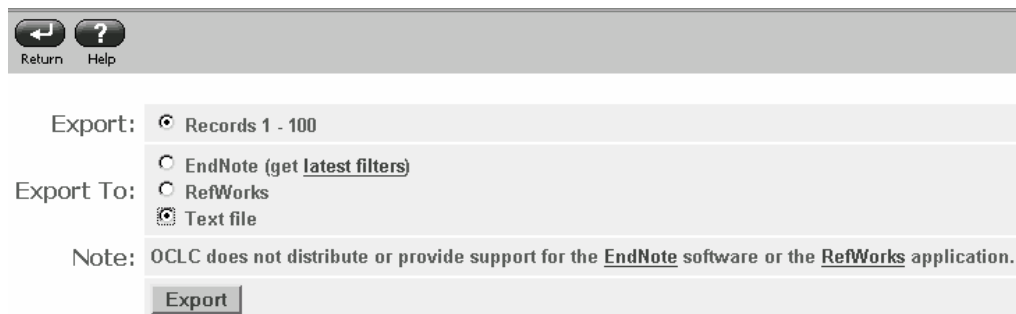 ?
Return Help
Export: Records 1 - 100
EndNote (get latest filters)
Export To: RefWorks
Text file
Note: OCLC does not distribute or provide support for the EndNote software or the RefWorks application.
Export